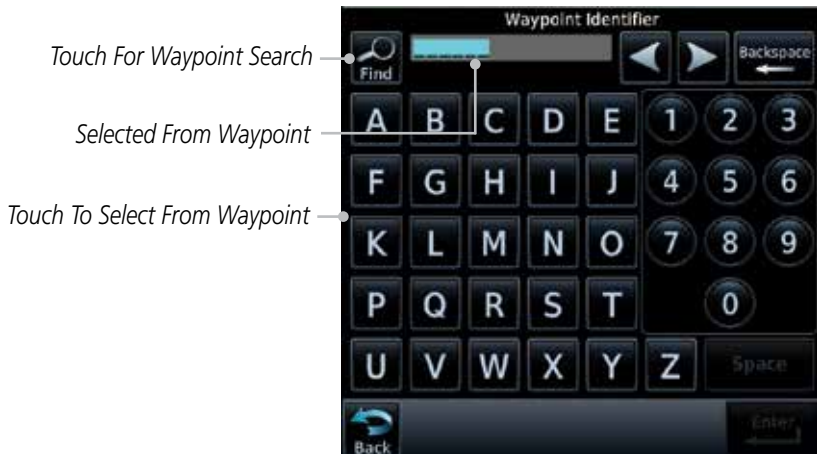 Waypoint Identifier
Touch For Waypoint Search
Find
Backspace
Selected From Waypoint
A B C D E 1 2 3
F G H I J 4 5 6
Touch To Select From Waypoint
K L M N O 7 8 9
P Q R S T 0
U V W X Y Z Space
Back
Enter